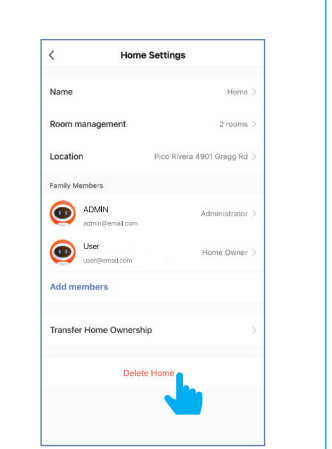 Home Settings
Name Home
Room management 2 rooms
Location Pico Rivera 4901 Gregg Rd
Family Members
ADMIN
admin@email.com
Administrator
User
user@email.com
Home Owner
Add members
Transfer Home Ownership
Delete Home